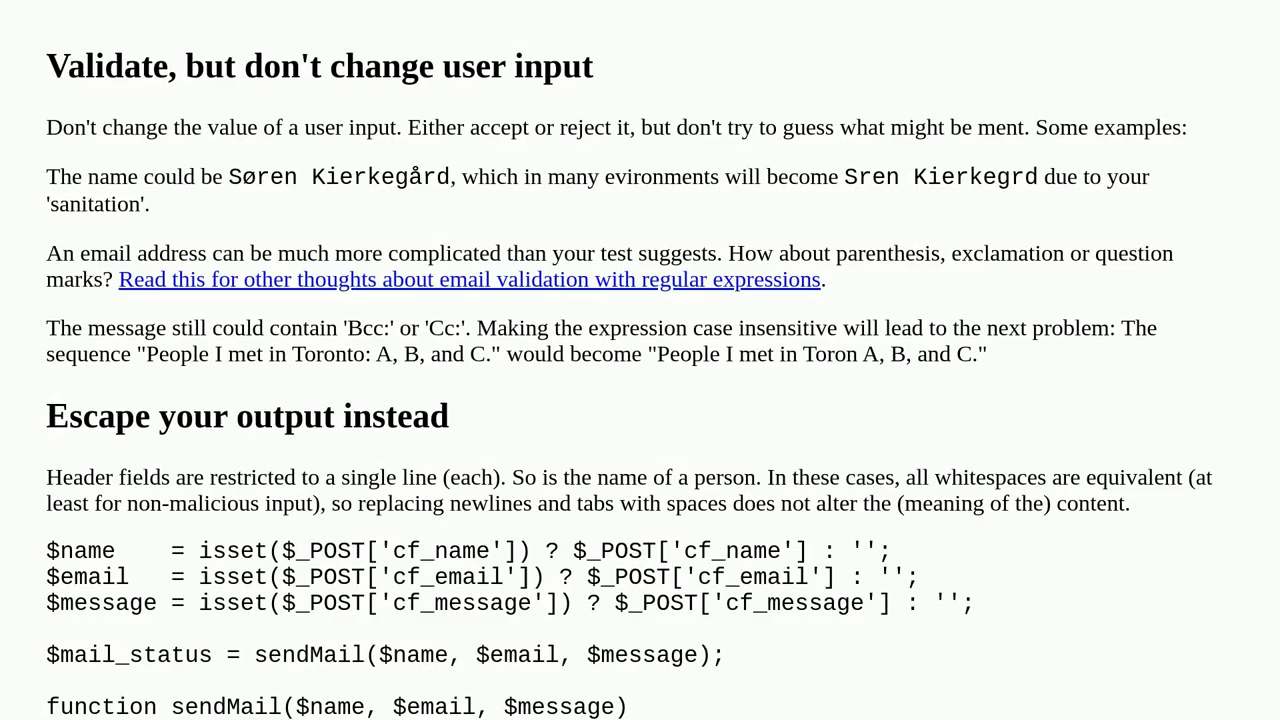 Validate, but don't change user input
Don't change the value of a user input. Either accept or reject it, but don't try to guess what might be ment. Some examples:
The name could be Søren Kierkegård, which in many evironments will become Sren Kierkegrd due to your
'sanitation'.
An email address can be much more complicated than your test suggests. How about parenthesis, exclamation or question
marks? Read this for other thoughts about email validation with regular expressions.
The message still could contain 'Bcc:' or 'Cc:'. Making the expression case insensitive will lead to the next problem: The
sequence "People I met in Toronto: A, B, and C." would become "People I met in Toron A, B, and C."
Escape your output instead
Header fields are restricted to a single line (each). So is the name of a person. In these cases, all whitespaces are equivalent (at
least for non-malicious input), so replacing newlines and tabs with spaces does not alter the (meaning of the) content.
$name    = isset($_POST['cf_name']) ? $_POST['cf_name'] : '';
$email   = isset($_POST['cf_email']) ? $_POST['cf_email'] : '';
$message = isset($_POST['cf_message']) ? $_POST['cf_message'] : '';
$mail_status = sendMail($name, $email, $message);
function sendMail($name, $email, $message)